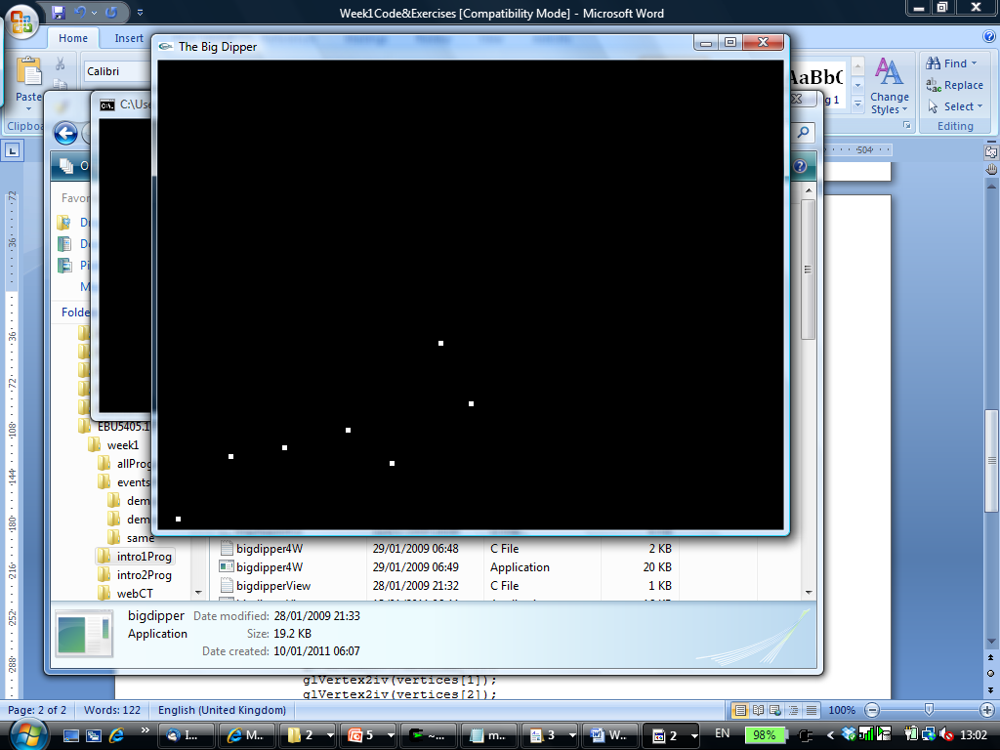 Week1Code&Exercises [Compatibility Mode] - Microsoft Word
Home Insert
The Big Dipper
Find
Paste
Calibri
AaBbC
Change Styles
Replace
g 1
Select
Clipboa
Editing
C:\Use
504
Favor
Folde
EBU5405.1
week1
allProg
events
dem
dem
same
intro1Prog
intro2Prog
webCT
bigdipper4W 29/01/2009 06:48 C File 2 KB
bigdipper4W 29/01/2009 06:49 Application 20 KB
bigdipperView 28/01/2009 21:32 C File 1 KB
bigdipper Date modified: 28/01/2009 21:33
Application Size: 19.2 KB
Date created: 10/01/2011 06:07
glVertex2iv(vertices[1]);
glVertex2iv(vertices[2]);
Page: 2 of 2 Words: 122 English (United Kingdom) 100%
I... M... 2 5 ~... m... 3 W... 2 EN 98% 13:02